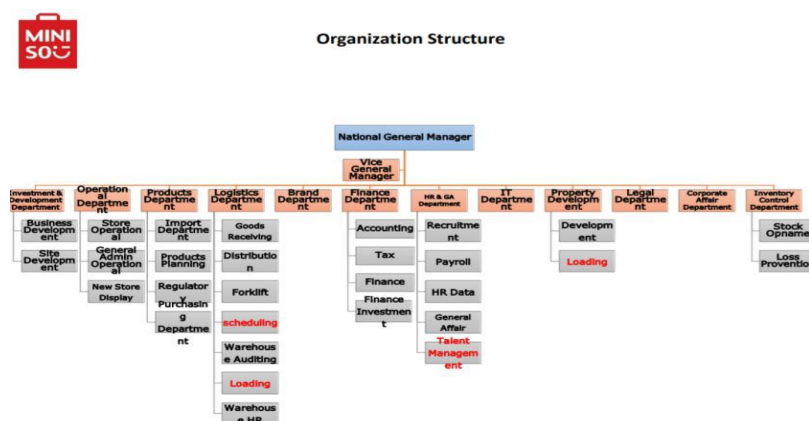 MINI
SO
Organization Structure
National General Manager
Vice
General
Manager
Investment &
Development
Department
Operation
al Depart
ment
Products
Departme
nt
Logistics
Departme
nt
Brand
Departme
nt
Finance
Departme
nt
HR & GA
Department
IT
Departme
nt
Property
Developm
ent
Legal
Departme
nt
Corporate
Affair
Department
Inventory
Control
Department
Business
Developm
ent
Site
Developm
ent
Store
Operation
al
General
Admin
Operation
al
New Store
Display
Import
Departme
nt
Products
Planning
Regulator
y
Purchasin
g
Departme
nt
Goods
Receiving
Distributio
n
Forklift
scheduling
Warehous
e Auditing
Loading
Warehous
e HR
Accounting
Tax
Finance
Finance
Investmen
t
Recruitme
nt
Payroll
HR Data
General
Affair
Talent
Managem
ent
Developm
ent
Loading
Stock
Opname
Loss
Provention